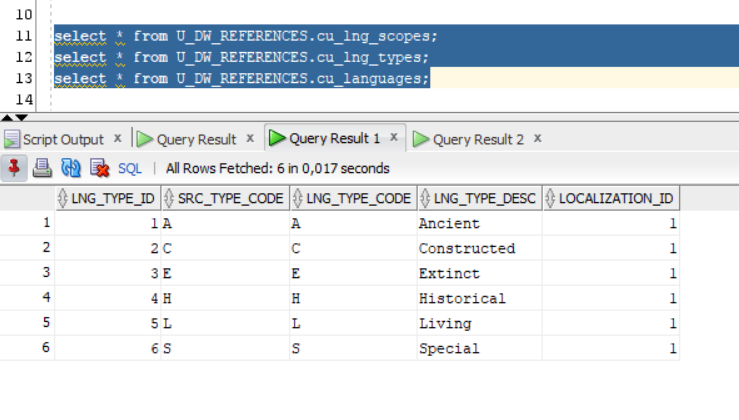 10
11 select * from U_DW_REFERENCES.cu_lng_scopes;
12 select * from U_DW_REFERENCES.cu_lng_types;
13 select * from U_DW_REFERENCES.cu_languages;
14
Script Output x Query Result x Query Result 1 x Query Result 2 x
SQL | All Rows Fetched: 6 in 0,017 seconds
LNG_TYPE_ID SRC_TYPE_CODE LNG_TYPE_CODE LNG_TYPE_DESC LOCALIZATION_ID
1 1 A A Ancient 1
2 2 C C Constructed 1
3 3 E E Extinct 1
4 4 H H Historical 1
5 5 L L Living 1
6 6 S S Special 1